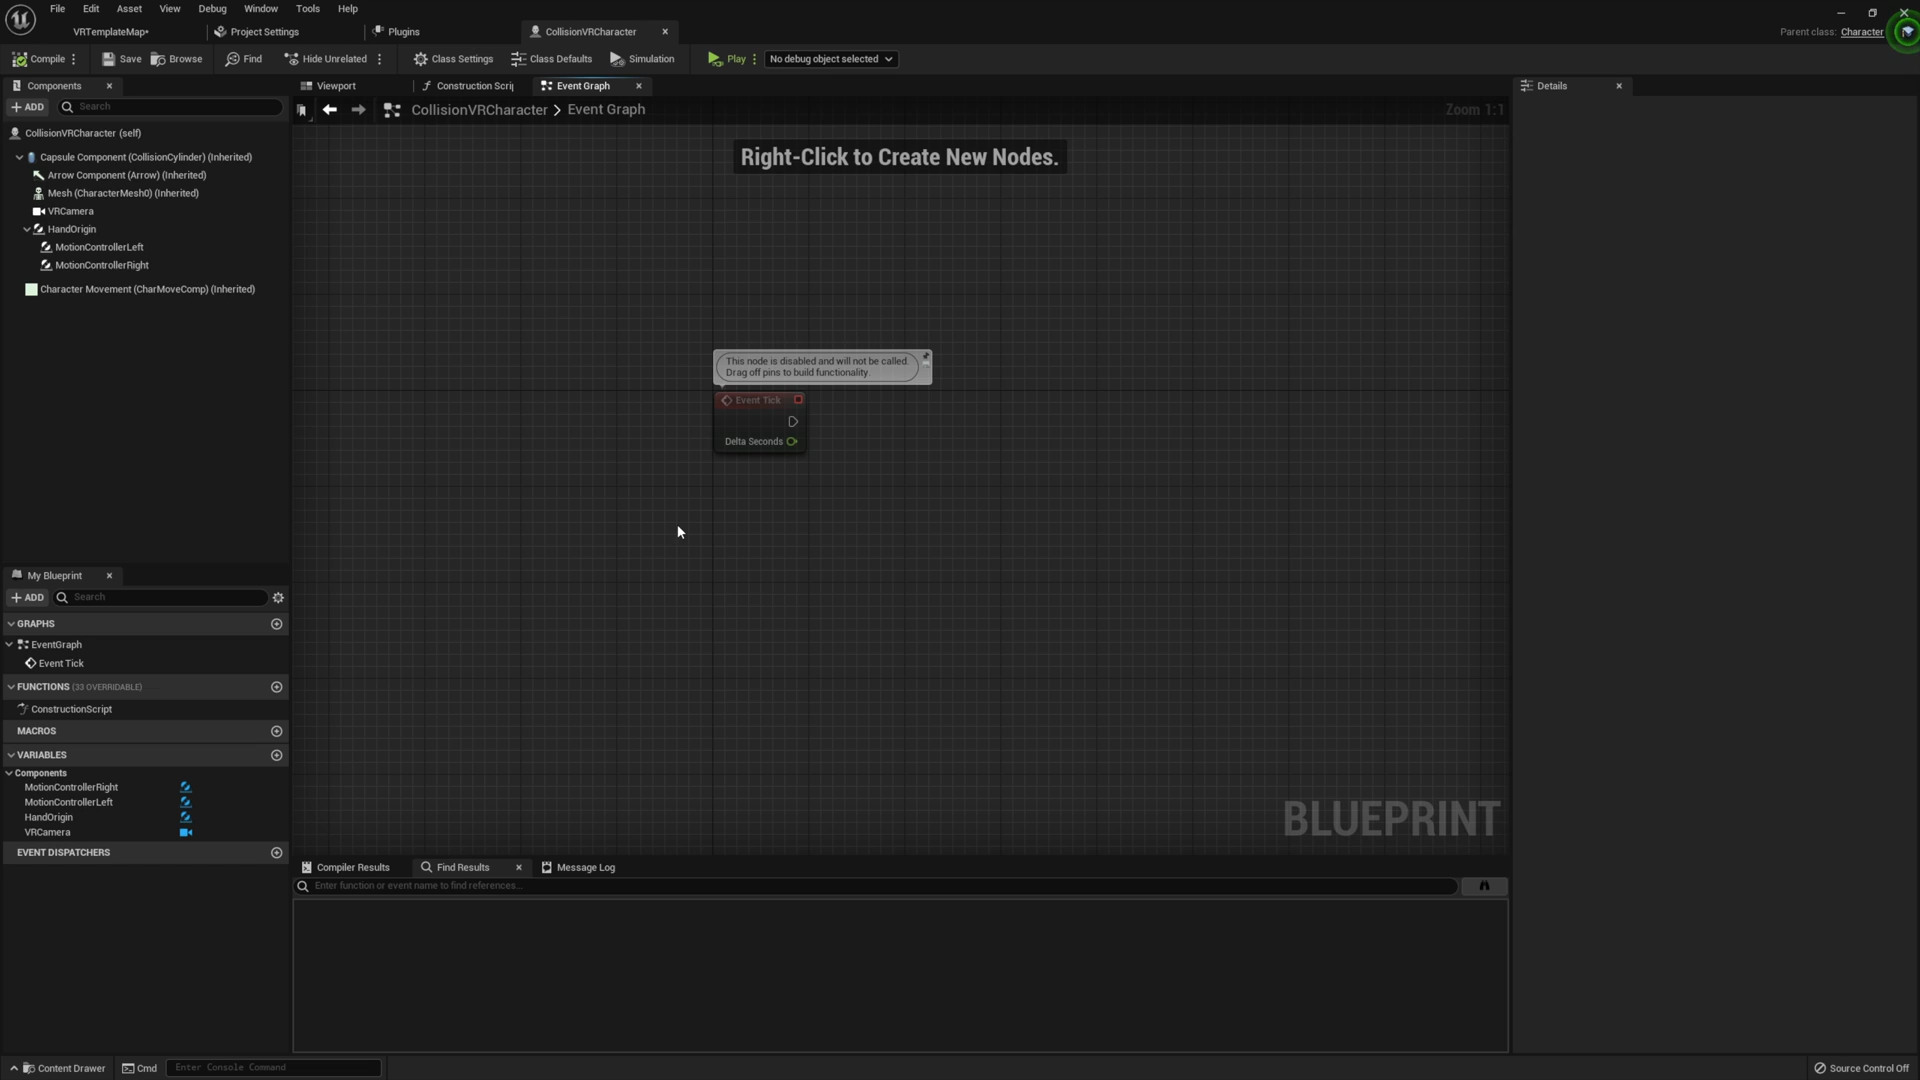 File Edit Asset View Debug Window Tools Help
VRTemplateMap* Project Settings Plugins CollisionVRCharacter Parent class: Character
Compile Save Browse Find Hide Unrelated Class Settings Class Defaults Simulation Play No debug object selected
Components Viewport Construction Scrip Event Graph Details
ADD Search CollisionVRCharacter > Event Graph Zoom 1:1
CollisionVRCharacter (self)
Right-Click to Create New Nodes.
Capsule Component (CollisionCylinder) (Inherited)
Arrow Component (Arrow) (Inherited)
Mesh (CharacterMesh0) (Inherited)
VRCamera
HandOrigin
MotionControllerLeft
MotionControllerRight
Character Movement (CharMoveComp) (Inherited)
This node is disabled and will not be called.
Drag off pins to build functionality.
Event Tick
Delta Seconds
My Blueprint
ADD Search
GRAPHS
EventGraph
Event Tick
FUNCTIONS (33 OVERRIDABLE)
ConstructionScript
MACROS
VARIABLES
Components
MotionControllerRight
MotionControllerLeft
HandOrigin
VRCamera
EVENT DISPATCHERS
BLUEPRINT
Compiler Results Find Results Message Log
Enter function or event name to find references...
Content Drawer Cmd Enter Console Command Source Control Off